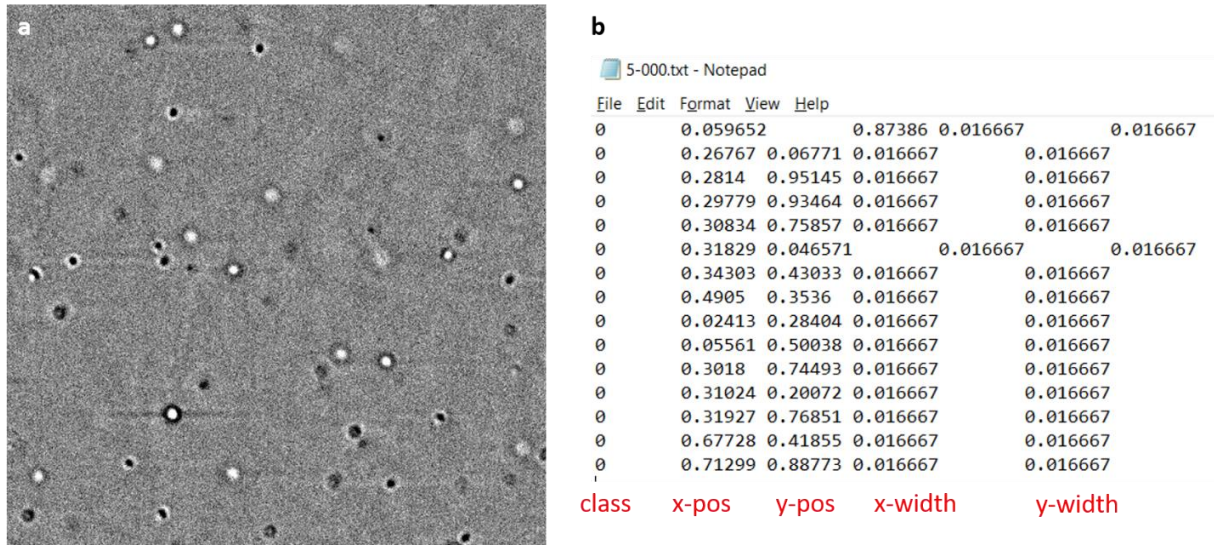 a
b
5-000.txt - Notepad
File Edit Format View Help
0 0.059652 0.87386 0.016667 0.016667
0 0.26767 0.06771 0.016667 0.016667
0 0.2814 0.95145 0.016667 0.016667
0 0.29779 0.93464 0.016667 0.016667
0 0.30834 0.75857 0.016667 0.016667
0 0.31829 0.046571 0.016667 0.016667
0 0.34303 0.43033 0.016667 0.016667
0 0.4905 0.3536 0.016667 0.016667
0 0.02413 0.28404 0.016667 0.016667
0 0.05561 0.50038 0.016667 0.016667
0 0.3018 0.74493 0.016667 0.016667
0 0.31024 0.20072 0.016667 0.016667
0 0.31927 0.76851 0.016667 0.016667
0 0.67728 0.41855 0.016667 0.016667
0 0.71299 0.88773 0.016667 0.016667
class x-pos y-pos x-width y-width